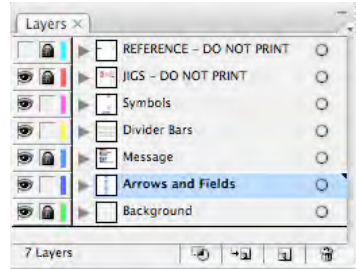 Layers ×
REFERENCE – DO NOT PRINT
JIGS – DO NOT PRINT
Symbols
Divider Bars
Message
Arrows and Fields
Background
7 Layers